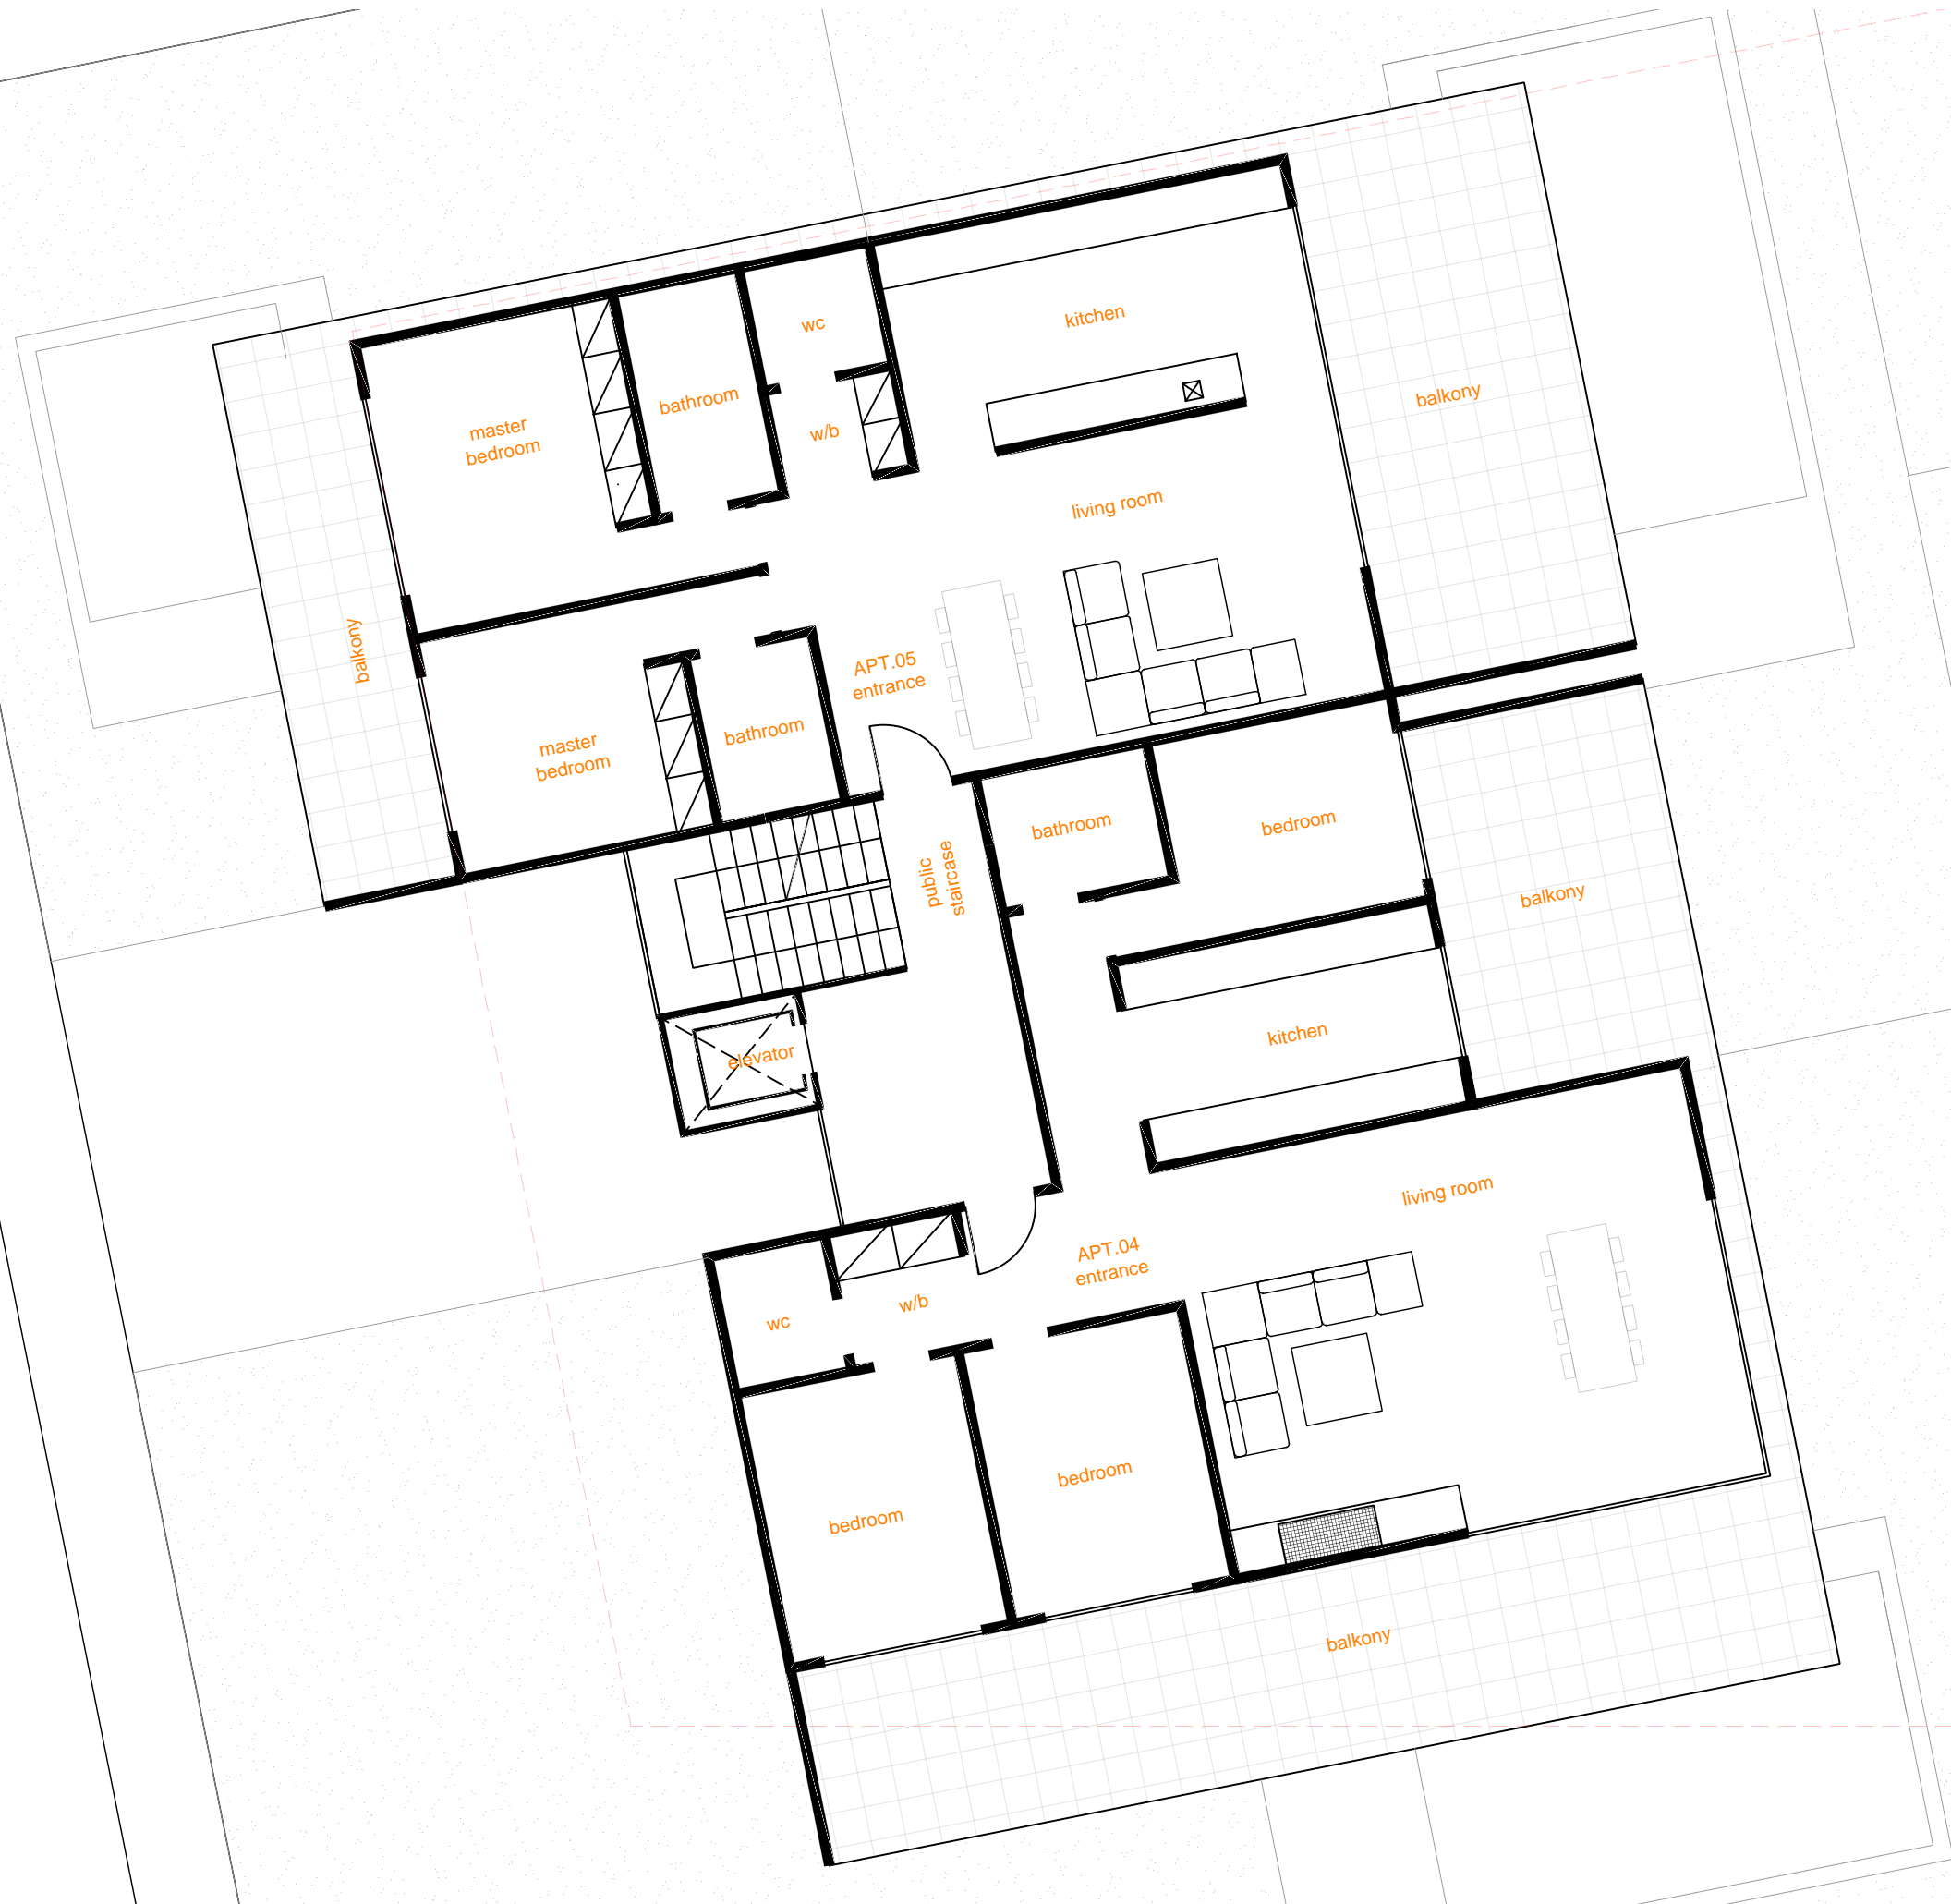 wc
kitchen
bathroom
balkony
master
bedroom
w/b
living room
balkony
APT.05
entrance
master
bedroom
bathroom
bathroom
bedroom
public
staircase
balkony
kitchen
elevator
living room
APT.04
entrance
w/b
wc
bedroom
bedroom
balkony